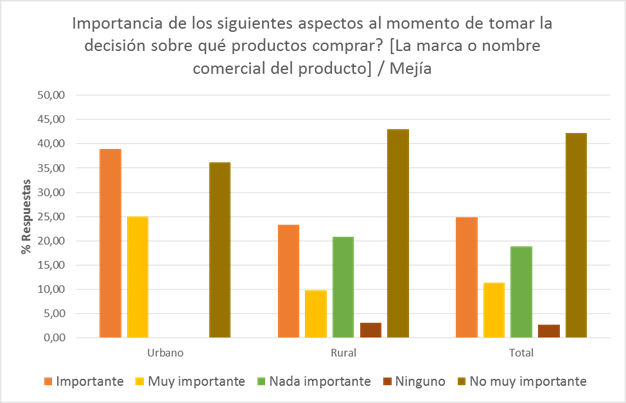 Importancia de los siguientes aspectos al momento de tomar la
decisión sobre qué productos comprar? [La marca o nombre
comercial del producto] / Mejía
50,00
45,00
40,00
35,00
30,00
25,00
20,00
15,00
10,00
5,00
0,00
% Respuestas
Urbano Rural Total
Importante Muy importante Nada importante Ninguno No muy importante